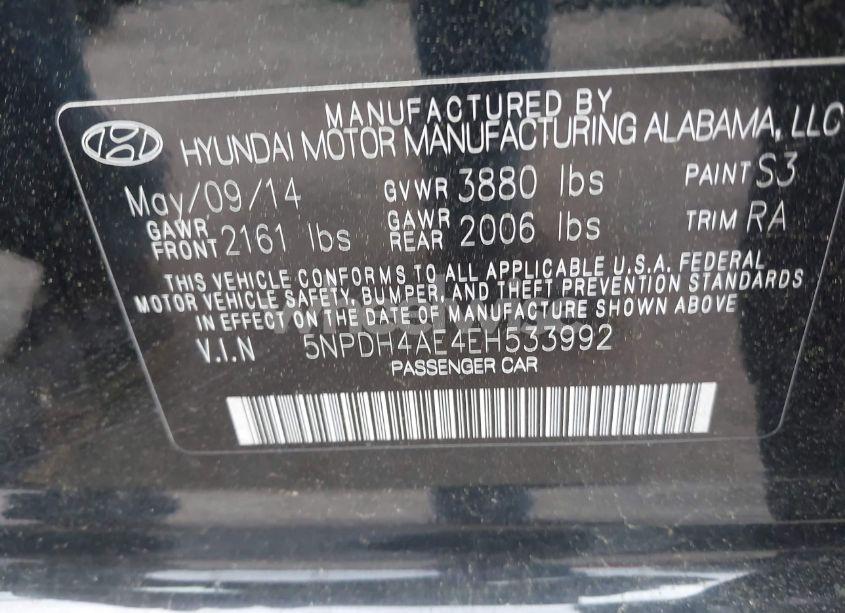 MANUFACTURED BY
HYUNDAI MOTOR MANUFACTURING ALABAMA, LLC
May/09/14 GVWR 3880 lbs PAINT S3
GAWR FRONT 2161 lbs GAWR REAR 2006 lbs TRIM RA
THIS VEHICLE CONFORMS TO ALL APPLICABLE U.S.A. FEDERAL
MOTOR VEHICLE SAFETY, BUMPER, AND THEFT PREVENTION STANDARDS
IN EFFECT ON THE DATE OF MANUFACTURE SHOWN ABOVE
V.I.N 5NPDH4AE4EH533992
PASSENGER CAR